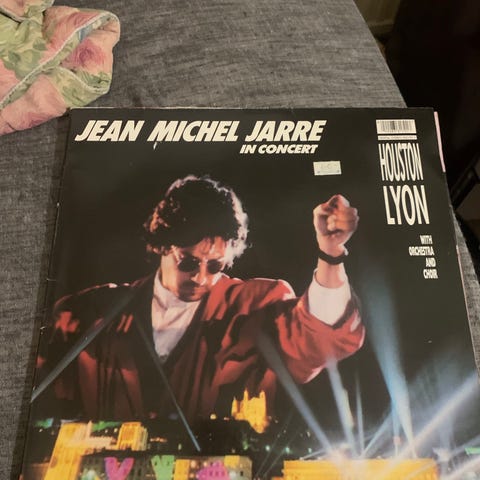 JEAN MICHEL JARRE
IN CONCERT
HOUSTON
LYON
WITH
ORCHESTRA
AND
CHOIR